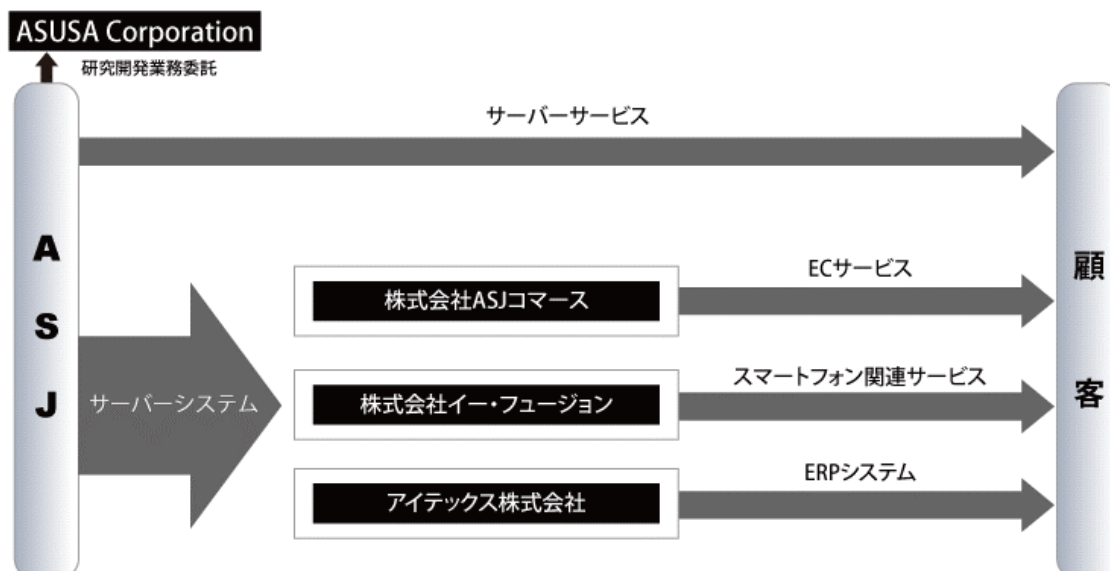 ASUSA Corporation
研究開発業務委託
サーバーサービス
ASJ
サーバーシステム
株式会社ASJコマース
ECサービス
株式会社イー・フュージョン
スマートフォン関連サービス
アイテックス株式会社
ERPシステム
顧客